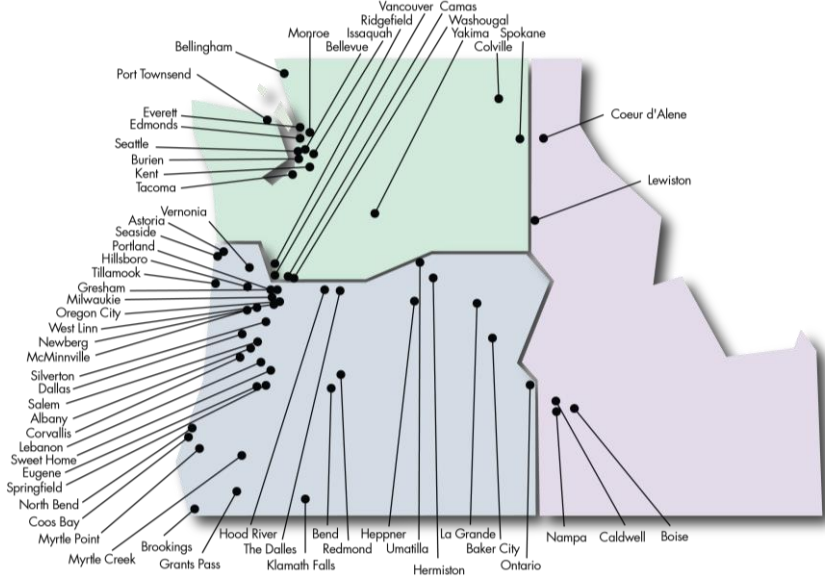 Vancouver
Camas
Ridgefield
Washougal
Monroe
Issaquah
Yakima
Spokane
Bellevue
Colville
Bellingham
Port Townsend
Everett
Edmonds
Seattle
Burien
Kent
Tacoma
Coeur d'Alene
Lewiston
Vernonia
Astoria
Seaside
Portland
Hillsboro
Tillamook
Gresham
Milwaukie
Oregon City
West Linn
Newberg
McMinnville
Silverton
Dallas
Salem
Albany
Corvallis
Lebanon
Sweet Home
Eugene
Springfield
North Bend
Coos Bay
Myrtle Point
Myrtle Creek
Brookings
Grants Pass
Hood River
The Dalles
Klamath Falls
Bend
Redmond
Heppner
Umatilla
Hermiston
La Grande
Baker City
Ontario
Nampa
Caldwell
Boise